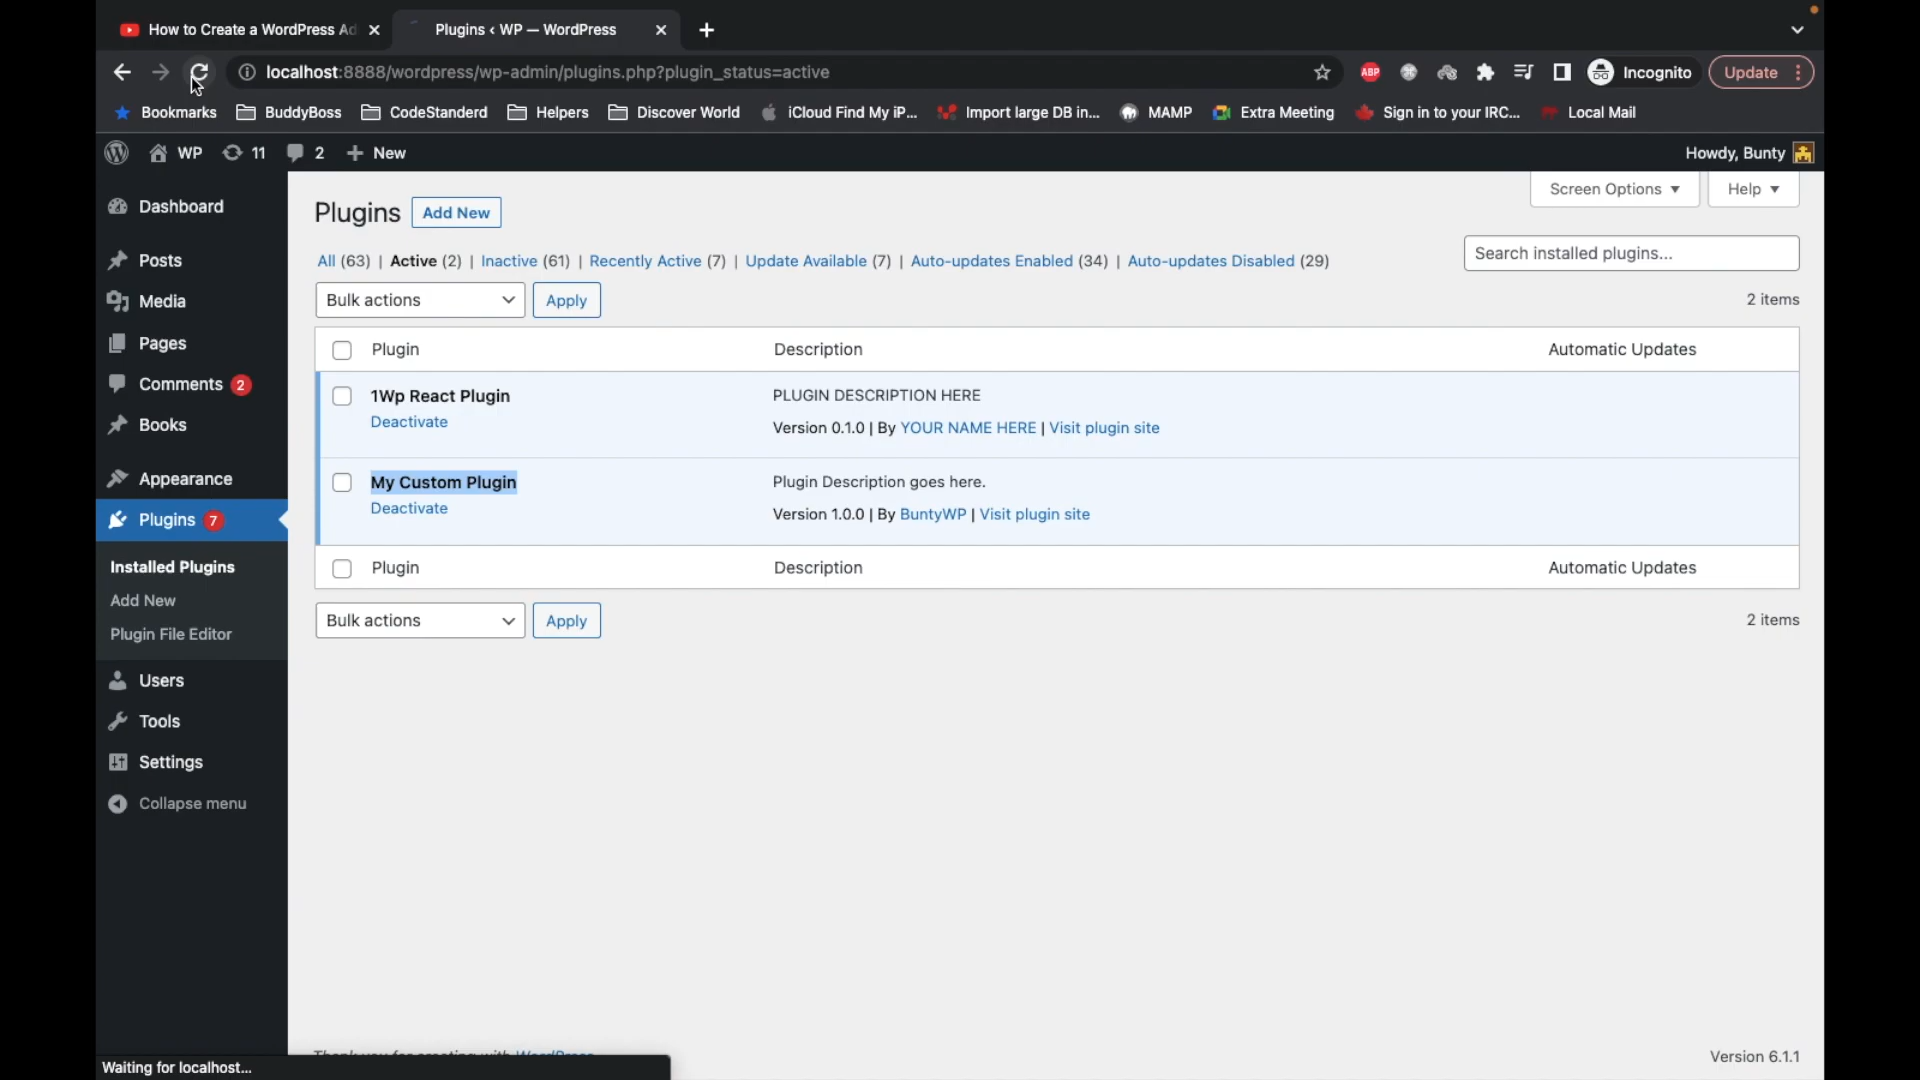 How to Create a WordPress Ad
Plugins ‹ WP — WordPress
localhost:8888/wordpress/wp-admin/plugins.php?plugin_status=active
ABP
Incognito
Update
Bookmarks
BuddyBoss
CodeStanderd
Helpers
Discover World
iCloud Find My iP...
Import large DB in...
MAMP
Extra Meeting
Sign in to your IRC...
Local Mail
WP
11
2
New
Howdy, Bunty
Dashboard
Posts
Media
Pages
Comments 2
Books
Appearance
Plugins 7
Installed Plugins
Add New
Plugin File Editor
Users
Tools
Settings
Collapse menu
Screen Options
Help
Plugins
Add New
All (63) | Active (2) | Inactive (61) | Recently Active (7) | Update Available (7) | Auto-updates Enabled (34) | Auto-updates Disabled (29)
Search installed plugins...
Bulk actions
Apply
2 items
Plugin
Description
Automatic Updates
1Wp React Plugin
Deactivate
PLUGIN DESCRIPTION HERE
Version 0.1.0 | By YOUR NAME HERE | Visit plugin site
My Custom Plugin
Deactivate
Plugin Description goes here.
Version 1.0.0 | By BuntyWP | Visit plugin site
Plugin
Description
Automatic Updates
Bulk actions
Apply
2 items
Thank you for creating with WordPress.
Version 6.1.1
Waiting for localhost...